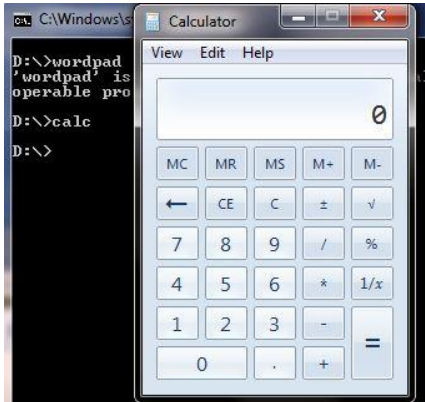 C:\Windows\s
D:\>wordpad
'wordpad' is
operable pro
D:\>calc
D:\>
Calculator
View Edit Help
0
MC MR MS M+ M-
← CE C ± √
7 8 9 / %
4 5 6 * 1/x
1 2 3 - =
0 . +